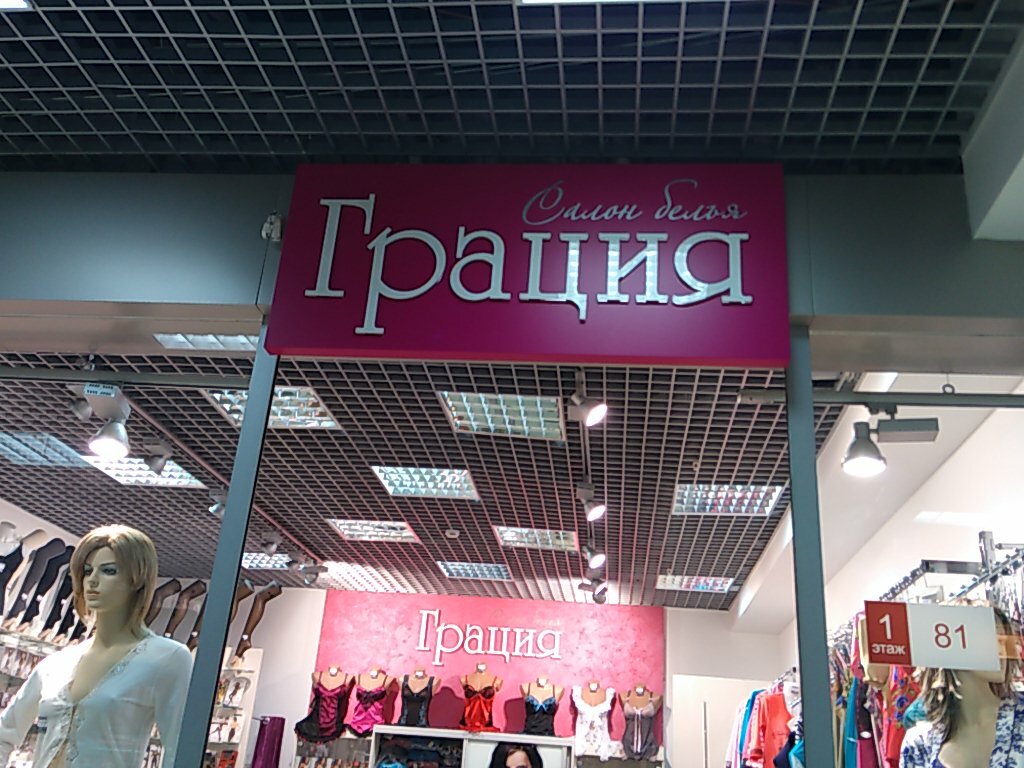 Салон белья
Грация
Грация
1
этаж
81